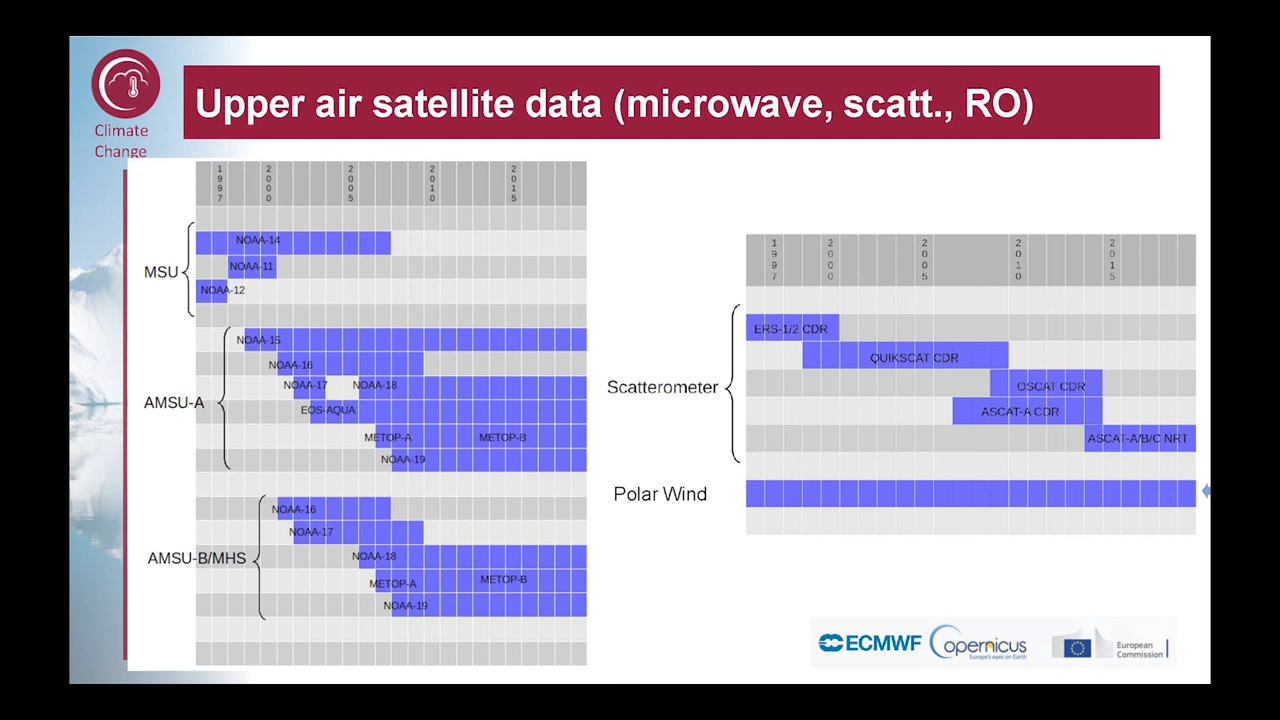 Climate
Change
Upper air satellite data (microwave, scatt., RO)
1997
2000
2005
2010
2015
MSU
NOAA-14
NOAA-11
NOAA-12
AMSU-A
NOAA-15
NOAA-16
NOAA-17
NOAA-18
EOS-AQUA
METOP-A
METOP-B
NOAA-19
AMSU-B/MHS
NOAA-16
NOAA-17
NOAA-18
METOP-A
METOP-B
NOAA-19
1997
2000
2005
2010
2015
Scatterometer
ERS-1/2 CDR
QUIKSCAT CDR
OSCAT CDR
ASCAT-A CDR
ASCAT-A/B/C NRT
Polar Wind
ECMWF
opernicus
Europe's eyes on Earth
European
Commission